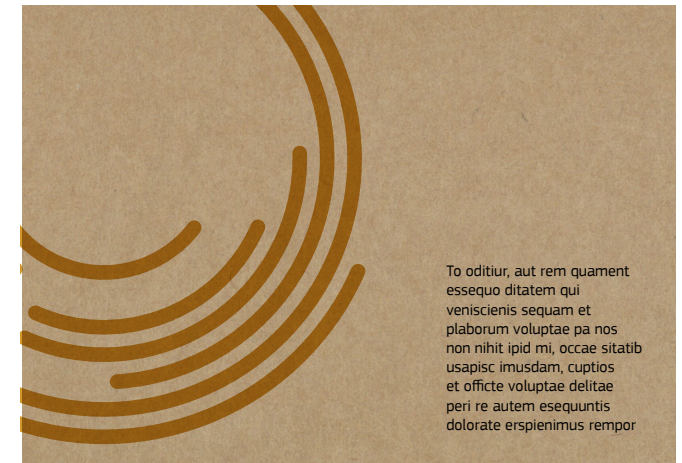 To oditiur, aut rem quament
essequo ditatem qui
veniscienis sequam et
plaborum voluptae pa nos
non nihit ipid mi, occae sitatib
usapisc imusdam, cuptios
et officte voluptae delitae
peri re autem esequuntis
dolorate erspienimus rempor